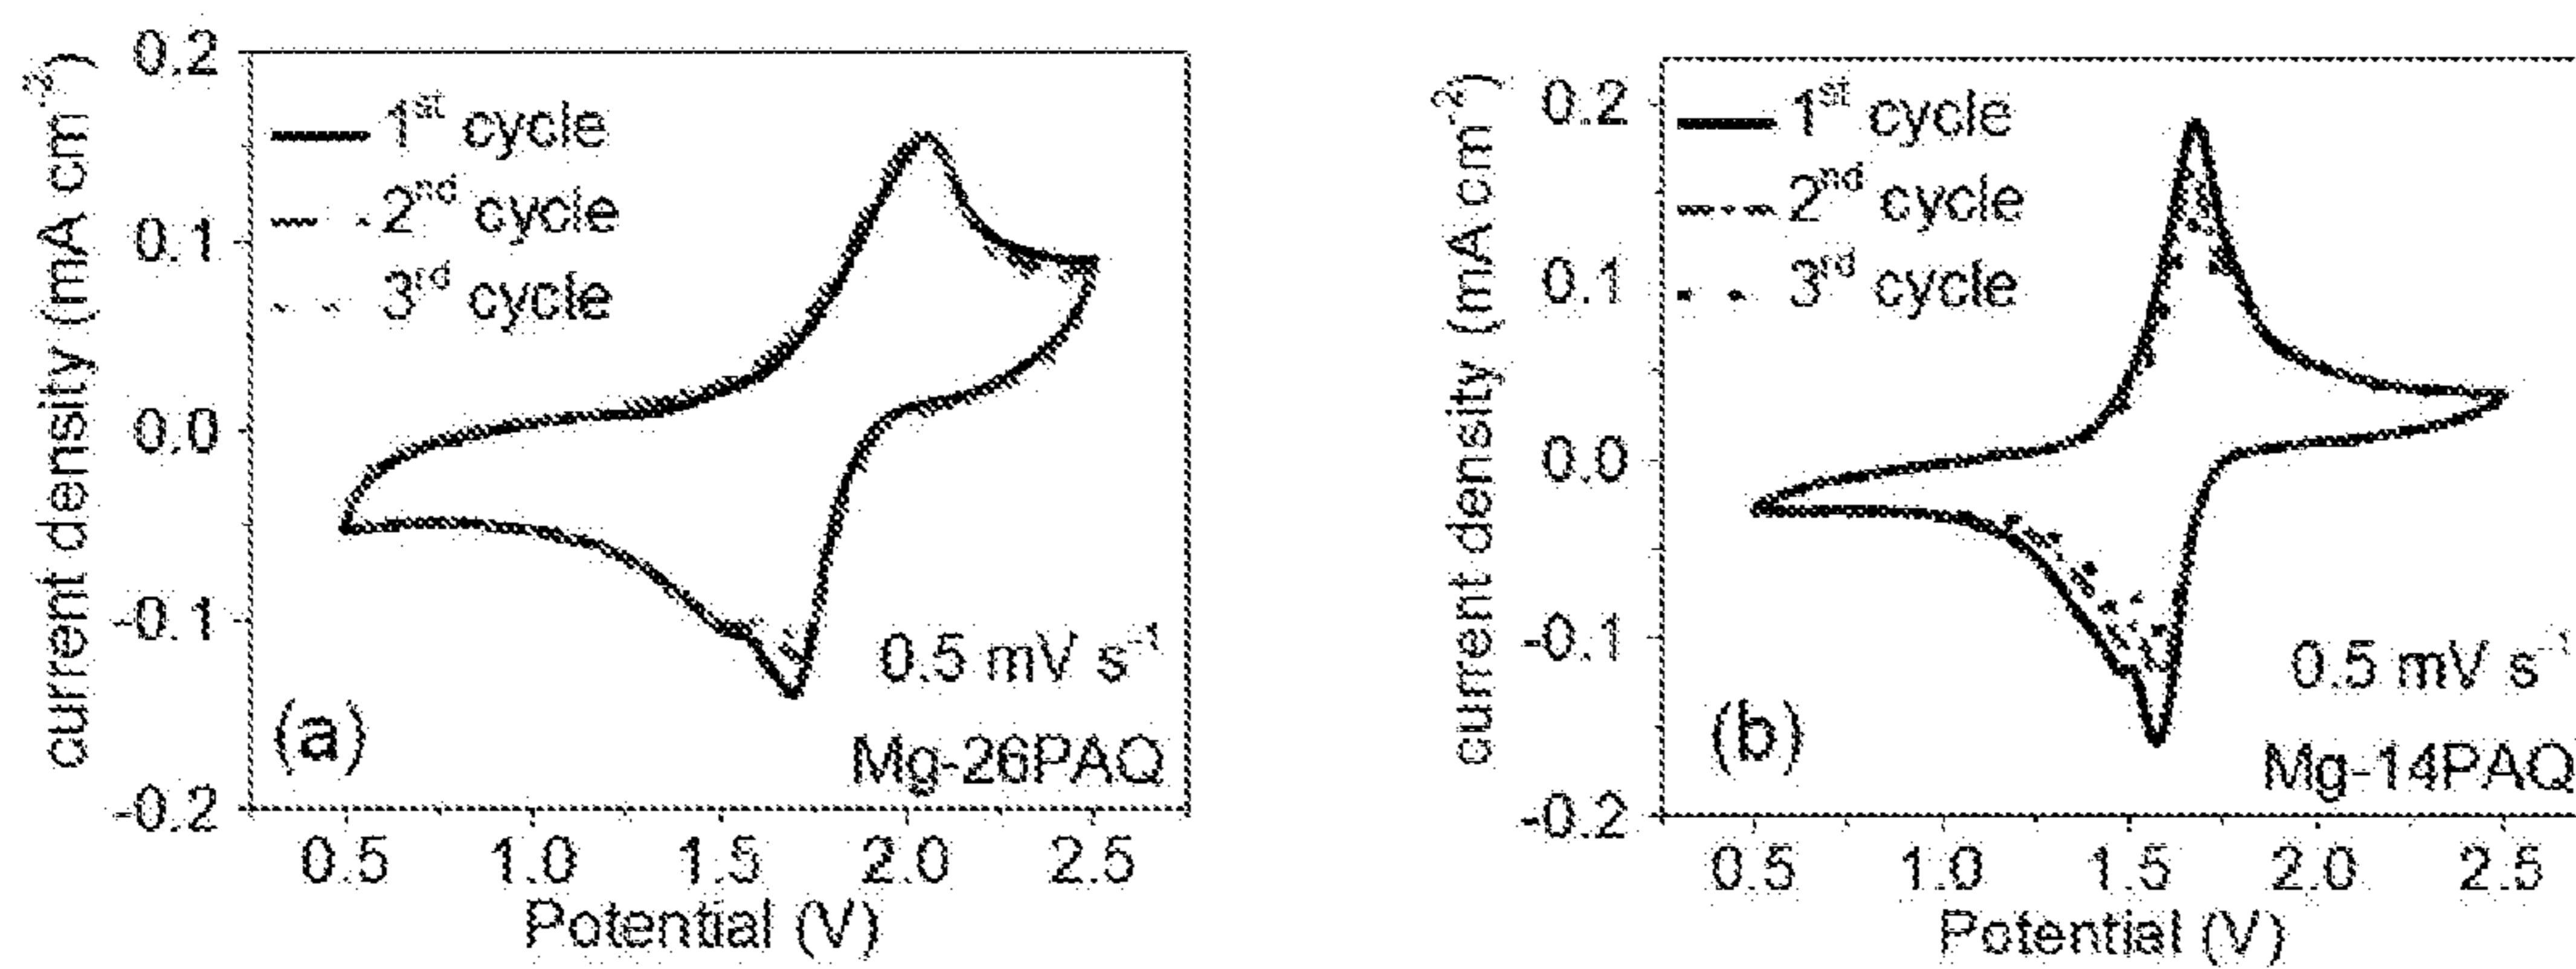 current density (mA cm⁻²)
0.2
0.1
0.0
-0.1
-0.2
1st cycle
2nd cycle
3rd cycle
0.5 mV s⁻¹
(a)
Mg-26PAQ
0.5 1.0 1.5 2.0 2.5
Potential (V)
current density (mA cm⁻²)
0.2
0.1
0.0
-0.1
-0.2
1st cycle
2nd cycle
3rd cycle
0.5 mV s⁻¹
(b)
Mg-14PAQ
0.5 1.0 1.5 2.0 2.5
Potential (V)